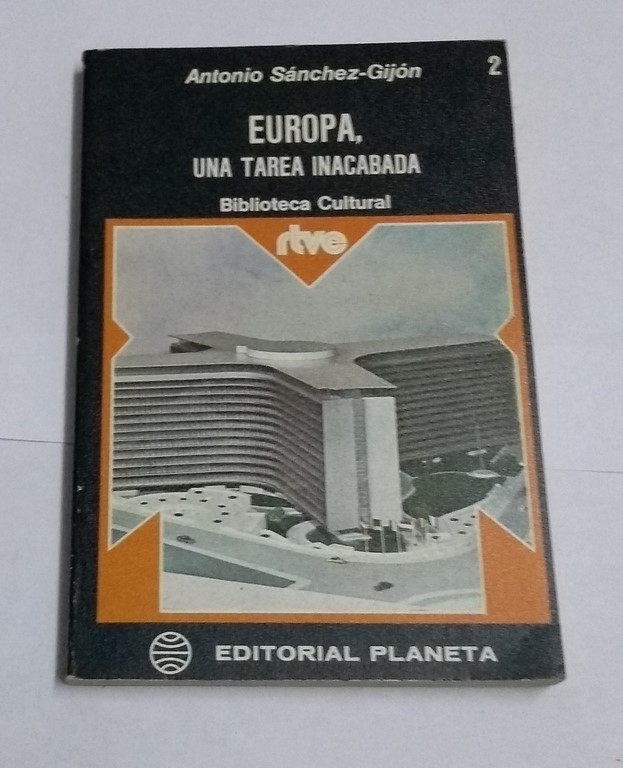 Antonio Sánchez-Gijón
2
EUROPA,
UNA TAREA INACABADA
Biblioteca Cultural
rtve
EDITORIAL PLANETA